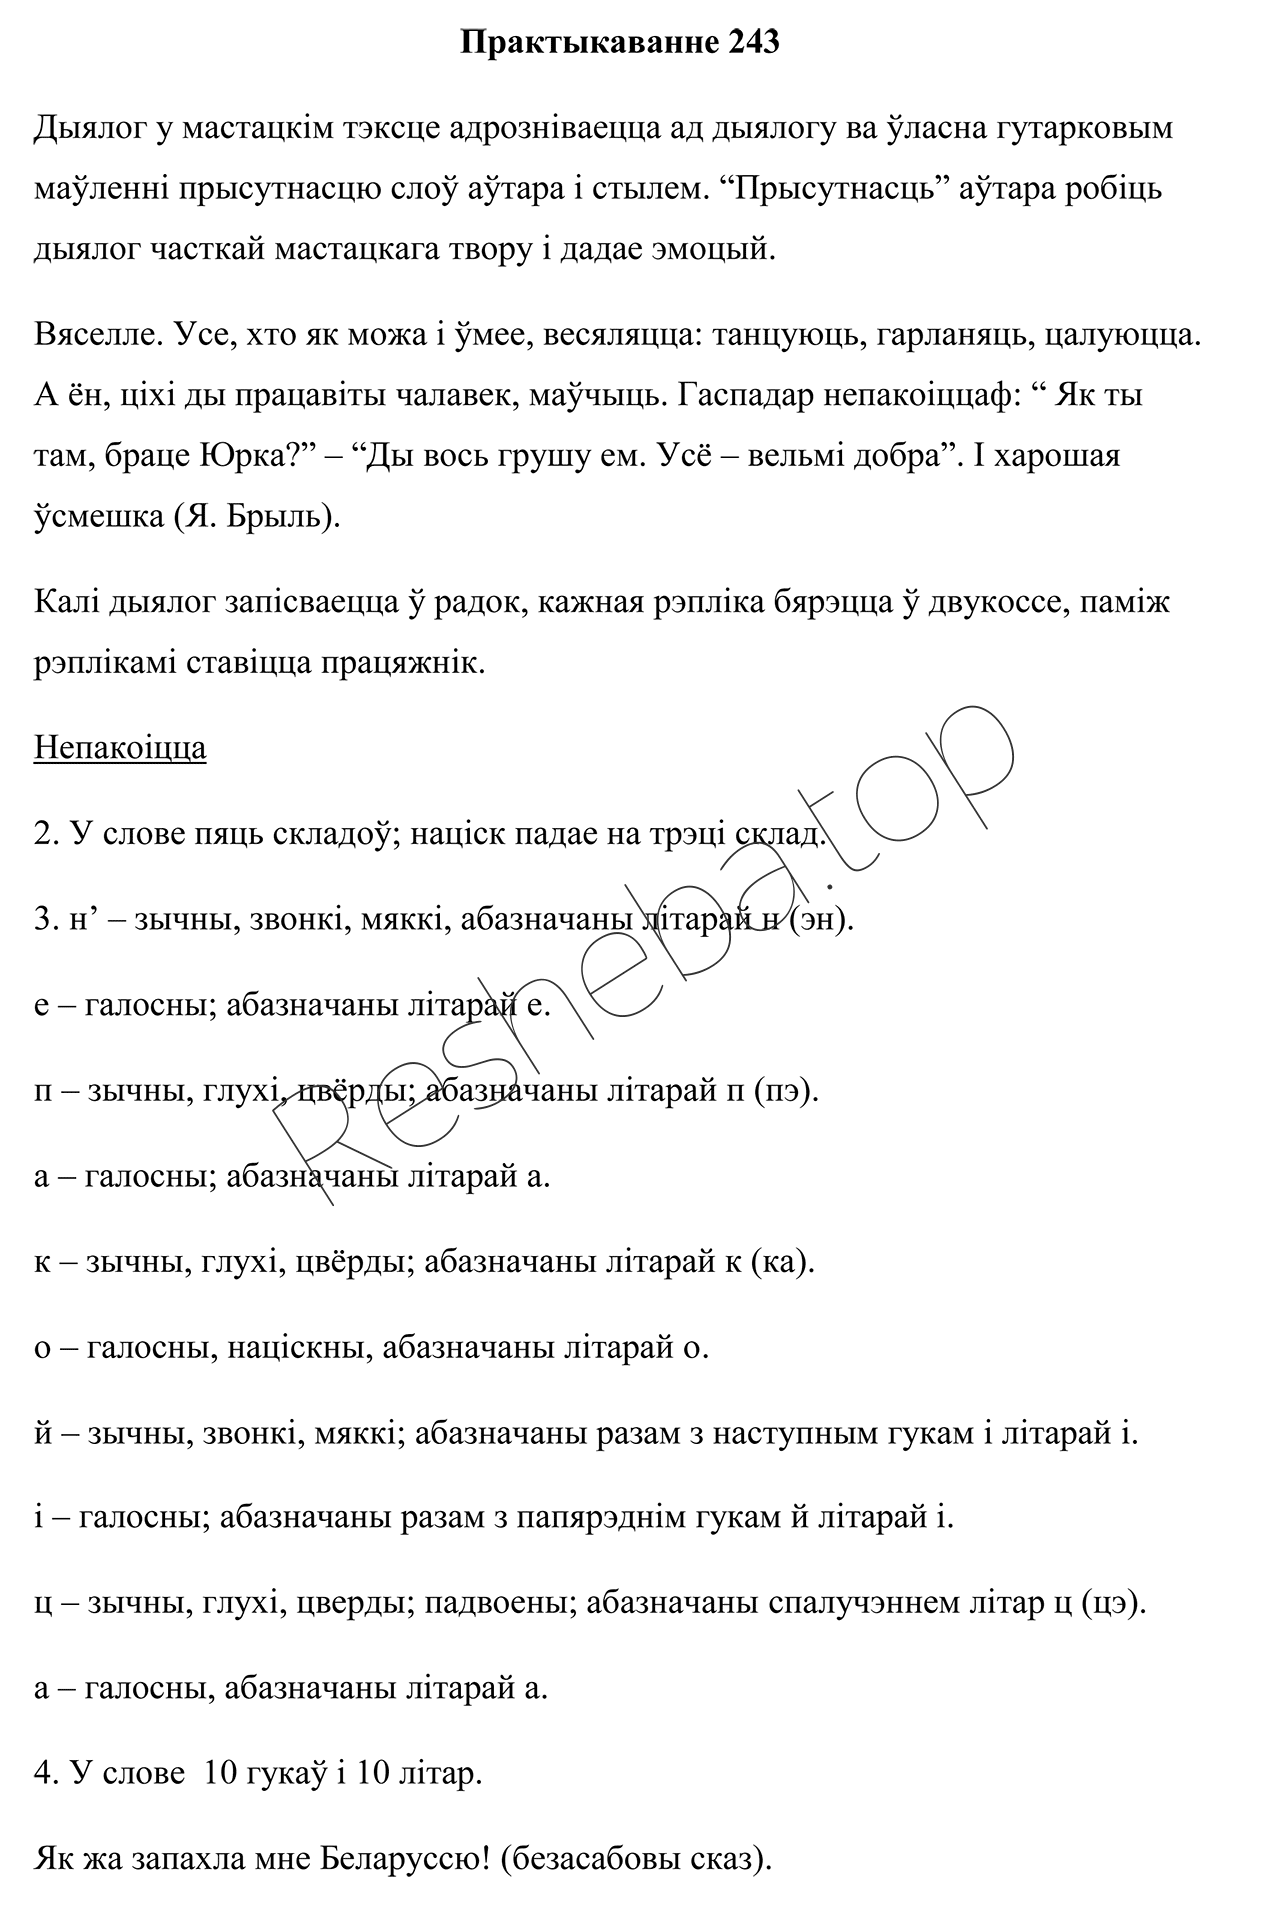 Практыкаванне 243
Дыялог у мастацкім тэксце адрозніваецца ад дыялогу ва ўласна гутарковым
маўленні прысутнасцю слоў аўтара і стылем. “Прысутнасць” аўтара робіць
дыялог часткай мастацкага твору і дадае эмоцый.
Вяселле. Усе, хто як можа і ўмее, весяляцца: танцуюць, гарланяць, цалуюцца.
А ён, ціхі ды працавіты чалавек, маўчыць. Гаспадар непакоіццаф: “ Як ты
там, браце Юрка?” – “Ды вось грушу ем. Усё – вельмі добра”. І харошая
ўсмешка (Я. Брыль).
Калі дыялог запісваецца ў радок, кажная рэпліка бярэцца ў двукоссе, паміж
рэплікамі ставіцца працяжнік.
Непакоіцца
2. У слове пяць складоў; націск падае на трэці склад.
3. н’ – зычны, звонкі, мяккі, абазначаны літарай н (эн).
е – галосны; абазначаны літарай е.
п – зычны, глухі, цвёрды; абазначаны літарай п (пэ).
а – галосны; абазначаны літарай а.
к – зычны, глухі, цвёрды; абазначаны літарай к (ка).
о – галосны, націскны, абазначаны літарай о.
й – зычны, звонкі, мяккі; абазначаны разам з наступным гукам і літарай і.
і – галосны; абазначаны разам з папярэднім гукам й літарай і.
ц – зычны, глухі, цверды; падвоены; абазначаны спалучэннем літар ц (цэ).
а – галосны, абазначаны літарай а.
4. У слове  10 гукаў і 10 літар.
Як жа запахла мне Беларуссю! (безасабовы сказ).
Resheba.top